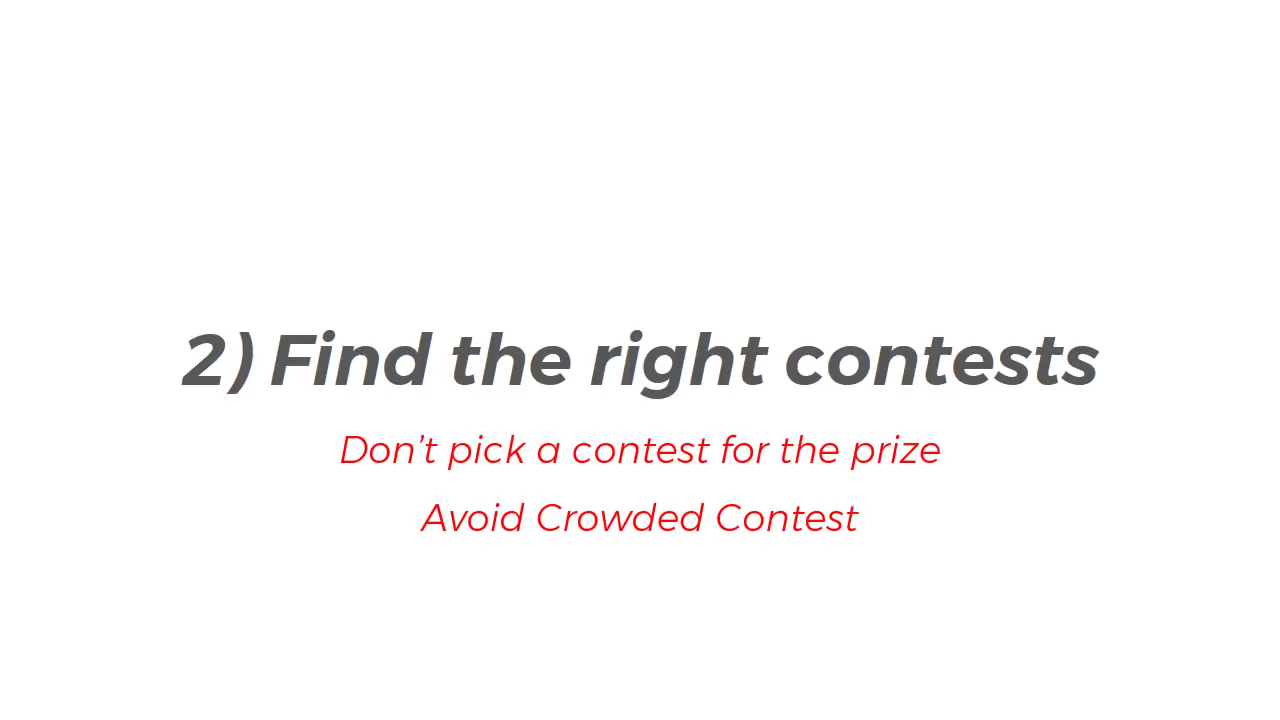 2) Find the right contests
Don’t pick a contest for the prize
Avoid Crowded Contest